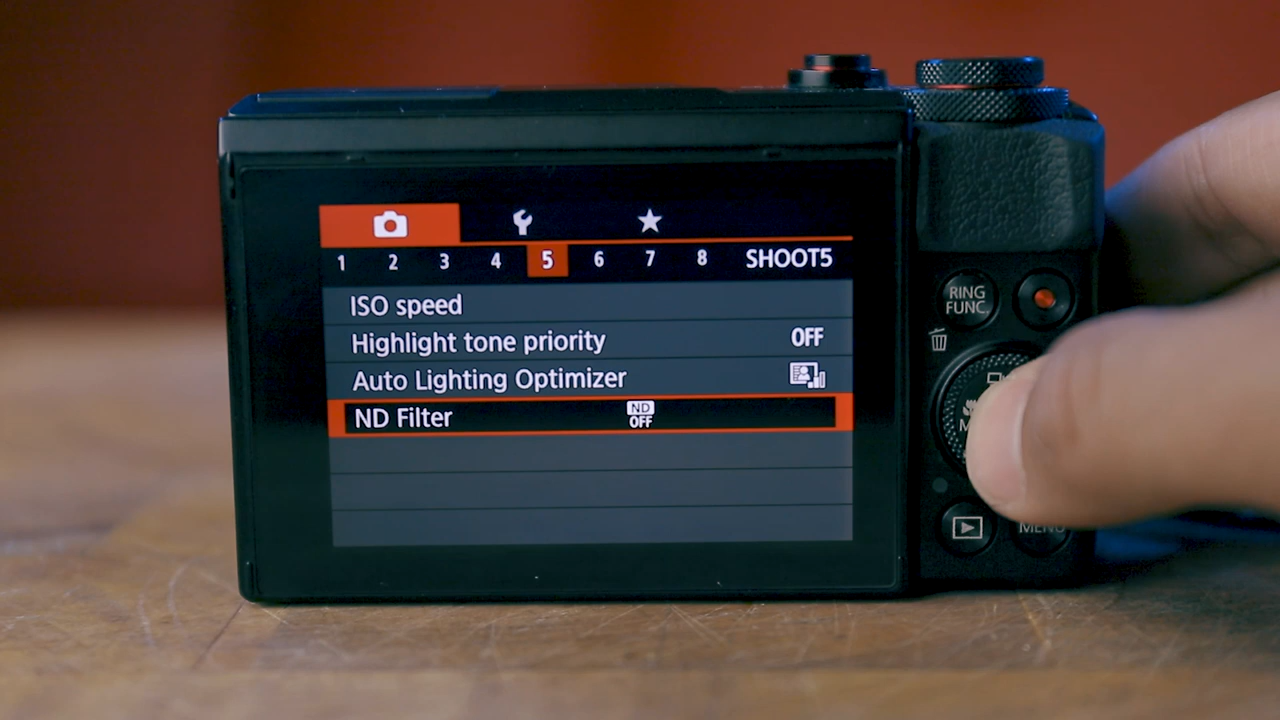 1 2 3 4 5 6 7 8 SHOOT5
ISO speed
Highlight tone priority OFF
Auto Lighting Optimizer
ND Filter ND
OFF
RING
FUNC.
MENU